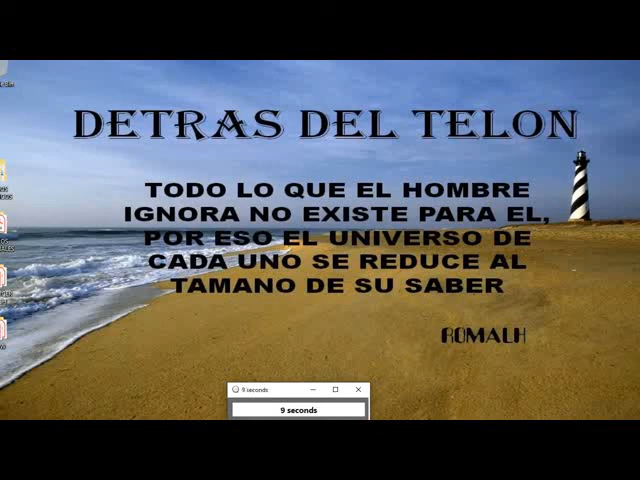 DETRAS DEL TELON
TODO LO QUE EL HOMBRE
IGNORA NO EXISTE PARA EL,
POR ESO EL UNIVERSO DE
CADA UNO SE REDUCE AL
TAMANO DE SU SABER
ROMALH
9 seconds
9 seconds